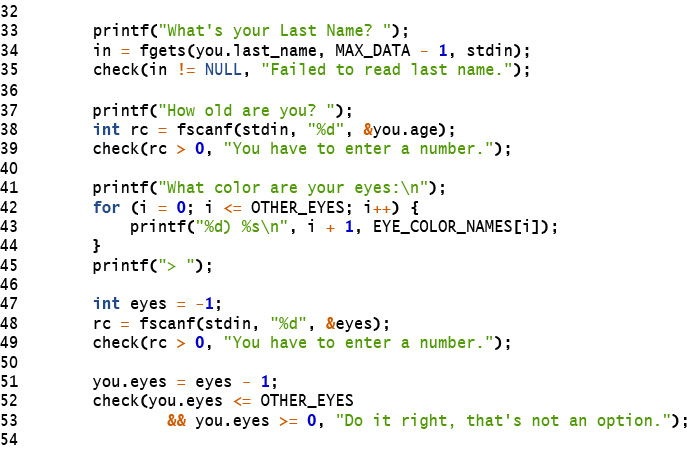 32
33        printf("What's your Last Name? ");
34        in = fgets(you.last_name, MAX_DATA - 1, stdin);
35        check(in != NULL, "Failed to read last name.");
36
37        printf("How old are you? ");
38        int rc = fscanf(stdin, "%d", &you.age);
39        check(rc > 0, "You have to enter a number.");
40
41        printf("What color are your eyes:\n");
42        for (i = 0; i <= OTHER_EYES; i++) {
43            printf("%d) %s\n", i + 1, EYE_COLOR_NAMES[i]);
44        }
45        printf("> ");
46
47        int eyes = -1;
48        rc = fscanf(stdin, "%d", &eyes);
49        check(rc > 0, "You have to enter a number.");
50
51        you.eyes = eyes - 1;
52        check(you.eyes <= OTHER_EYES
53                && you.eyes >= 0, "Do it right, that's not an option.");
54